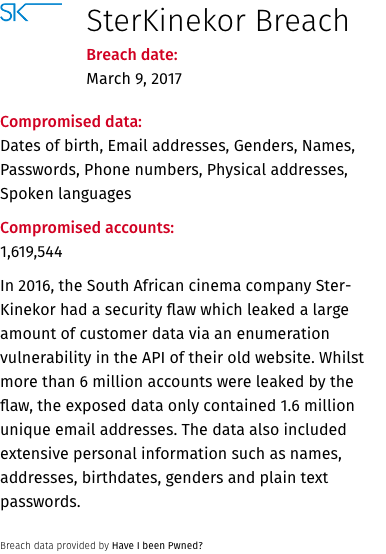 SK
SterKinekor Breach
Breach date:
March 9, 2017
Compromised data:
Dates of birth, Email addresses, Genders, Names,
Passwords, Phone numbers, Physical addresses,
Spoken languages
Compromised accounts:
1,619,544
In 2016, the South African cinema company Ster-
Kinekor had a security flaw which leaked a large
amount of customer data via an enumeration
vulnerability in the API of their old website. Whilst
more than 6 million accounts were leaked by the
flaw, the exposed data only contained 1.6 million
unique email addresses. The data also included
extensive personal information such as names,
addresses, birthdates, genders and plain text
passwords.
Breach data provided by Have I been Pwned?